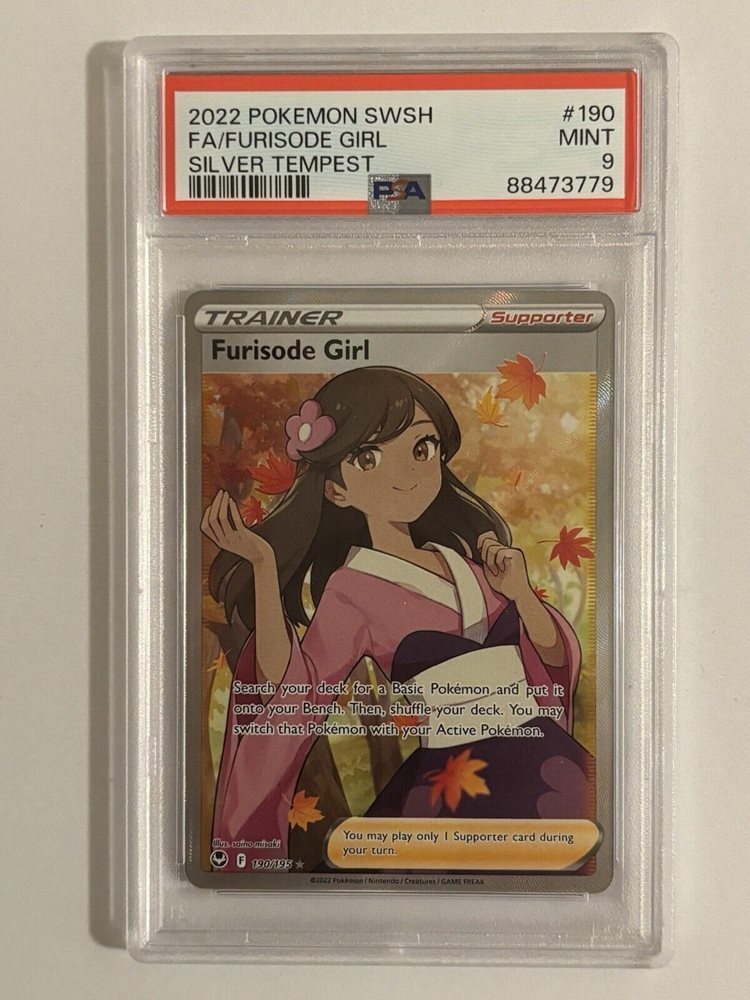 2022 POKEMON SWSH #190
FA/FURISODE GIRL MINT
SILVER TEMPEST 9
PSA 88473779
TRAINER Supporter
Furisode Girl
Search your deck for a Basic Pokémon and put it
onto your Bench. Then, shuffle your deck. You may
switch that Pokémon with your Active Pokémon.
You may play only 1 Supporter card during
your turn.
Illus. saino misaki
F 190/195
©2022 Pokémon / Nintendo / Creatures / GAME FREAK